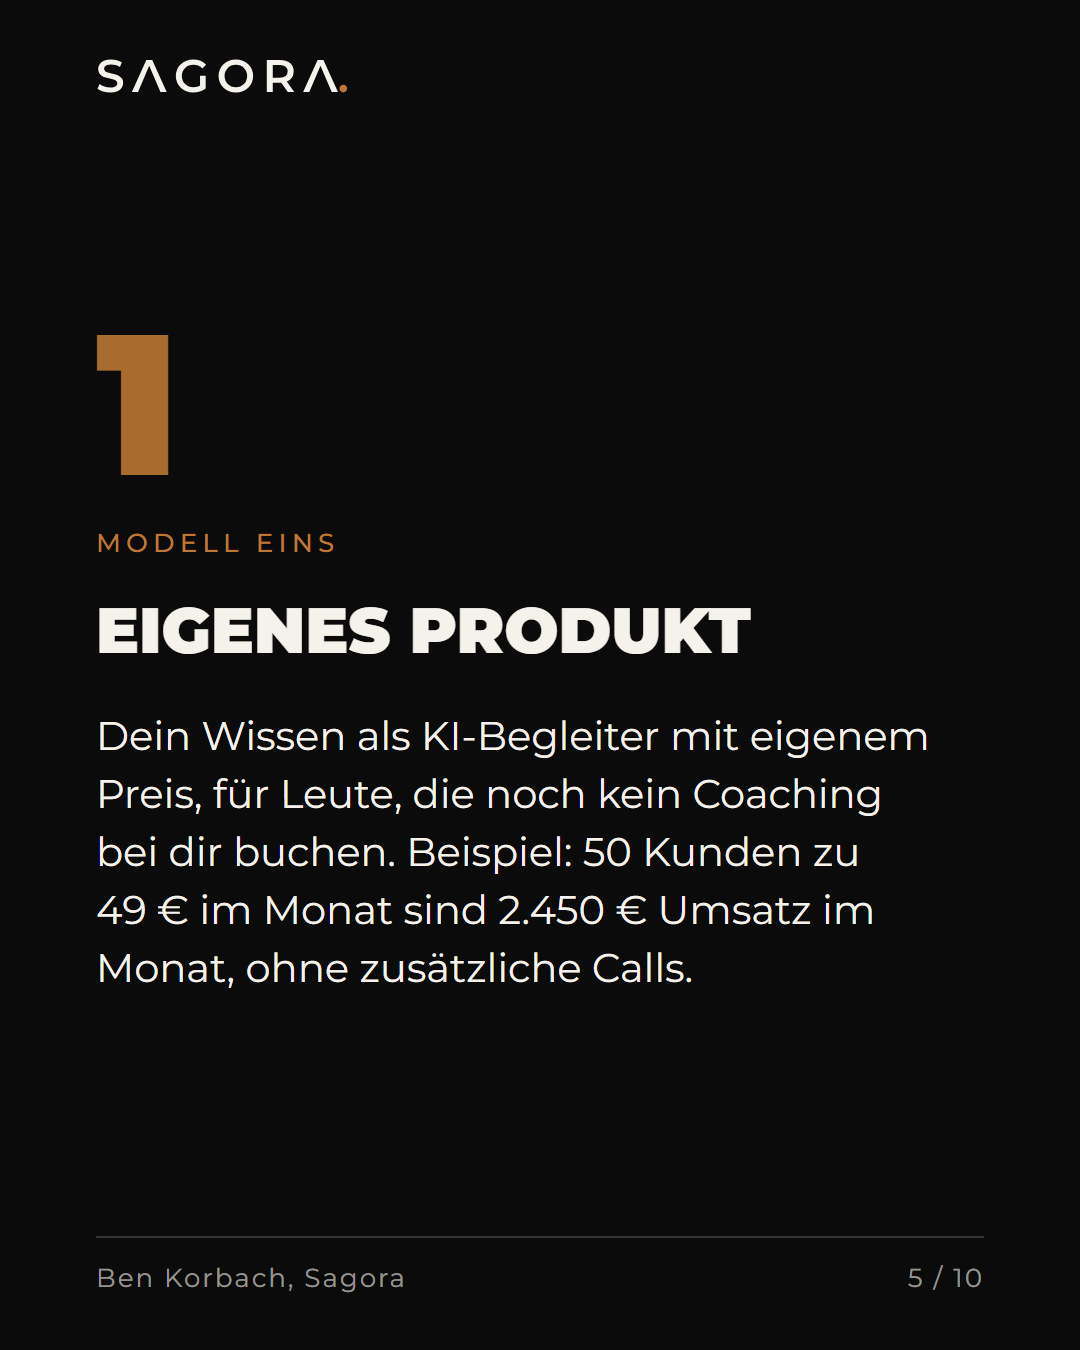 SAGORA.
1
MODELL EINS
EIGENES PRODUKT
Dein Wissen als KI-Begleiter mit eigenem
Preis, für Leute, die noch kein Coaching
bei dir buchen. Beispiel: 50 Kunden zu
49 € im Monat sind 2.450 € Umsatz im
Monat, ohne zusätzliche Calls.
Ben Korbach, Sagora
5 / 10